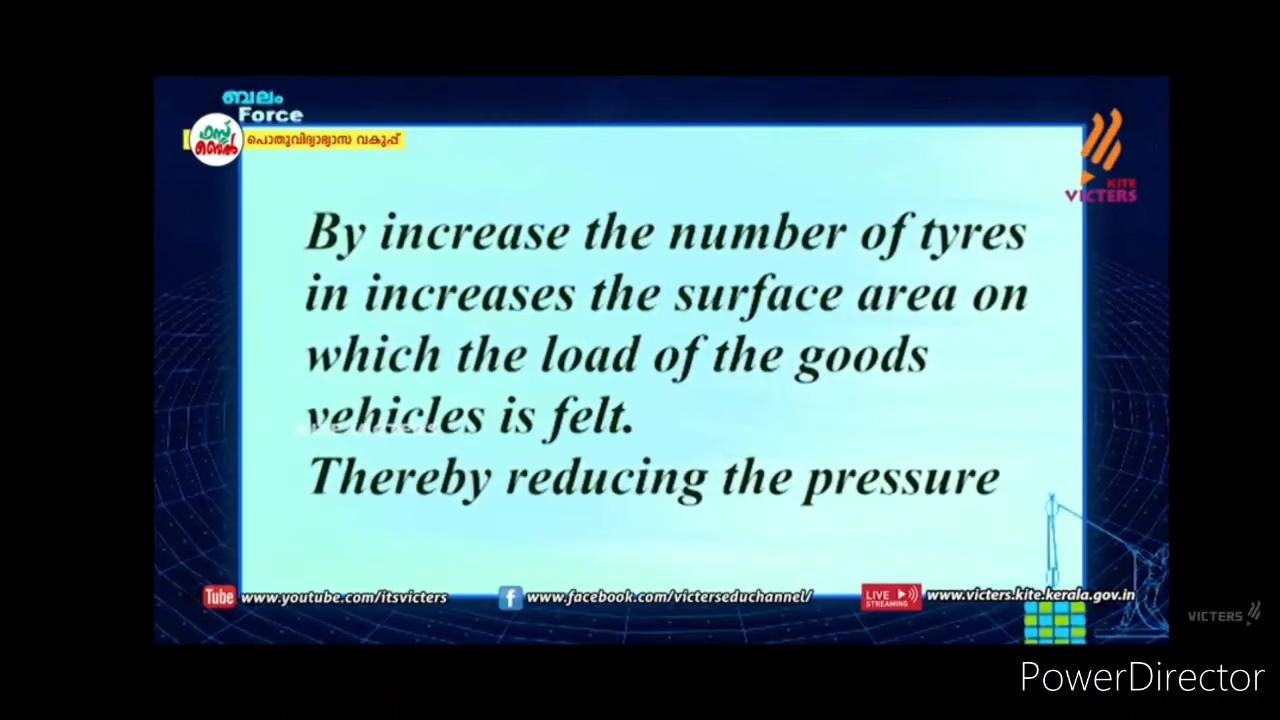 ബലം
Force
ഫസ്റ്റ്
ബെൽ
പൊതുവിദ്യാഭ്യാസ വകുപ്പ്
KITE
VICTERS
By increase the number of tyres
in increases the surface area on
which the load of the goods
vehicles is felt.
Thereby reducing the pressure
Tube www.youtube.com/itsvicters
f www.facebook.com/victerseduchannel/
LIVE STREAMING www.victers.kite.kerala.gov.in
VICTERS
PowerDirector